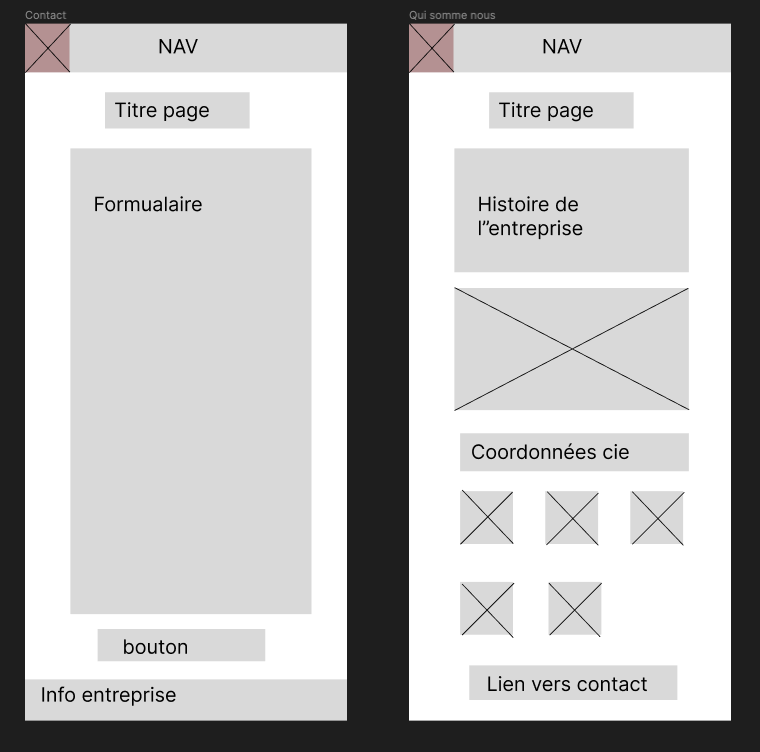 Contact
NAV
Titre page
Formualaire
bouton
Info entreprise
Qui somme nous
NAV
Titre page
Histoire de
l”entreprise
Coordonnées cie
Lien vers contact